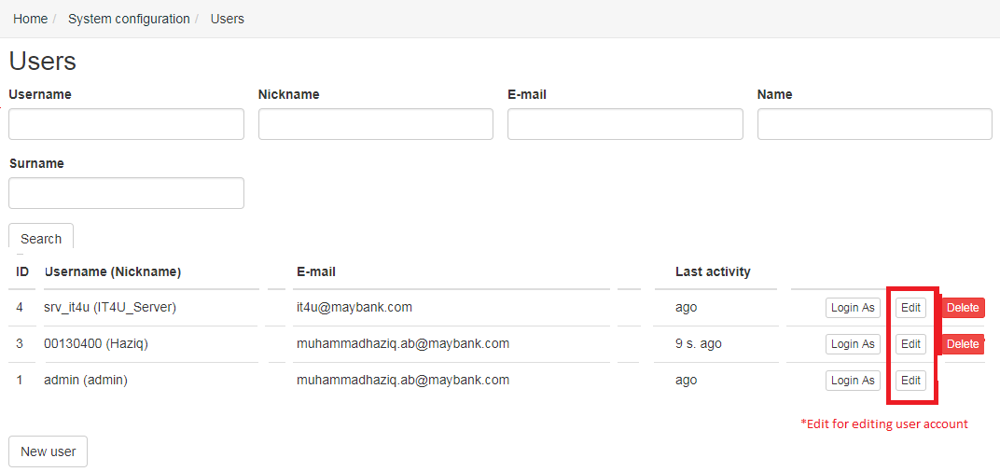 Home / System configuration / Users
Users
Username Nickname E-mail Name
Surname
Search
ID Username (Nickname) E-mail Last activity
4 srv_it4u (IT4U_Server) it4u@maybank.com ago Login As Edit Delete
3 00130400 (Haziq) muhammadhaziq.ab@maybank.com 9 s. ago Login As Edit Delete
1 admin (admin) muhammadhaziq.ab@maybank.com ago Login As Edit
*Edit for editing user account
New user